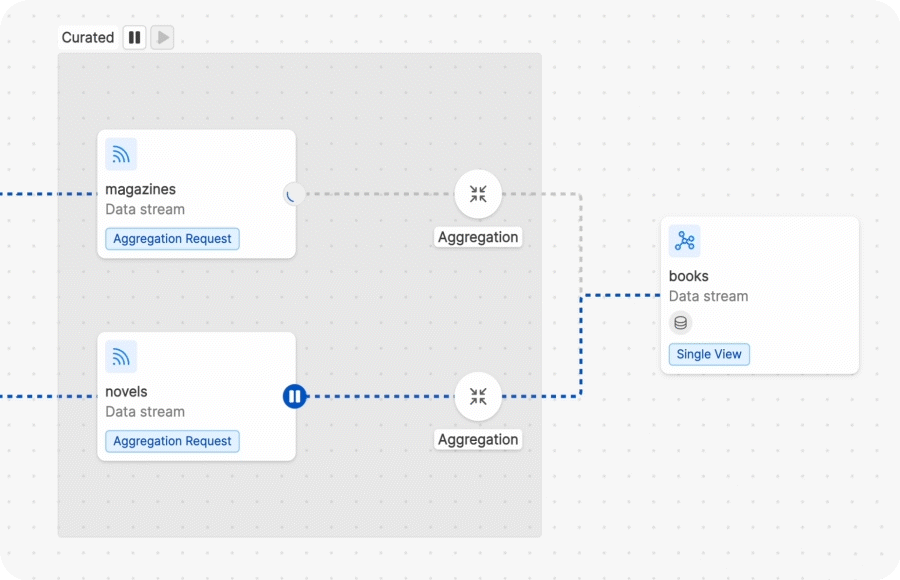 Curated
magazines
Data stream
Aggregation Request
Aggregation
books
Data stream
Single View
novels
Data stream
Aggregation Request
Aggregation